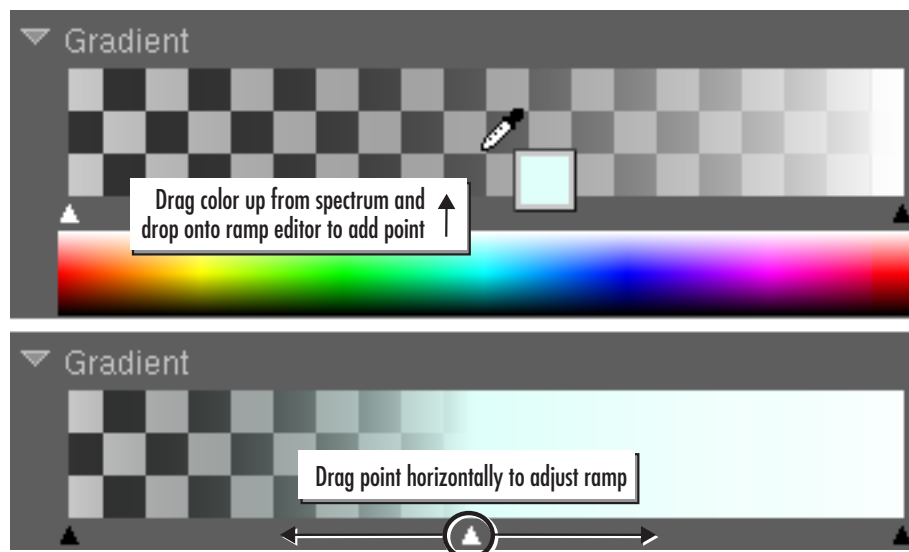 Gradient
Drag color up from spectrum and
drop onto ramp editor to add point
Gradient
Drag point horizontally to adjust ramp